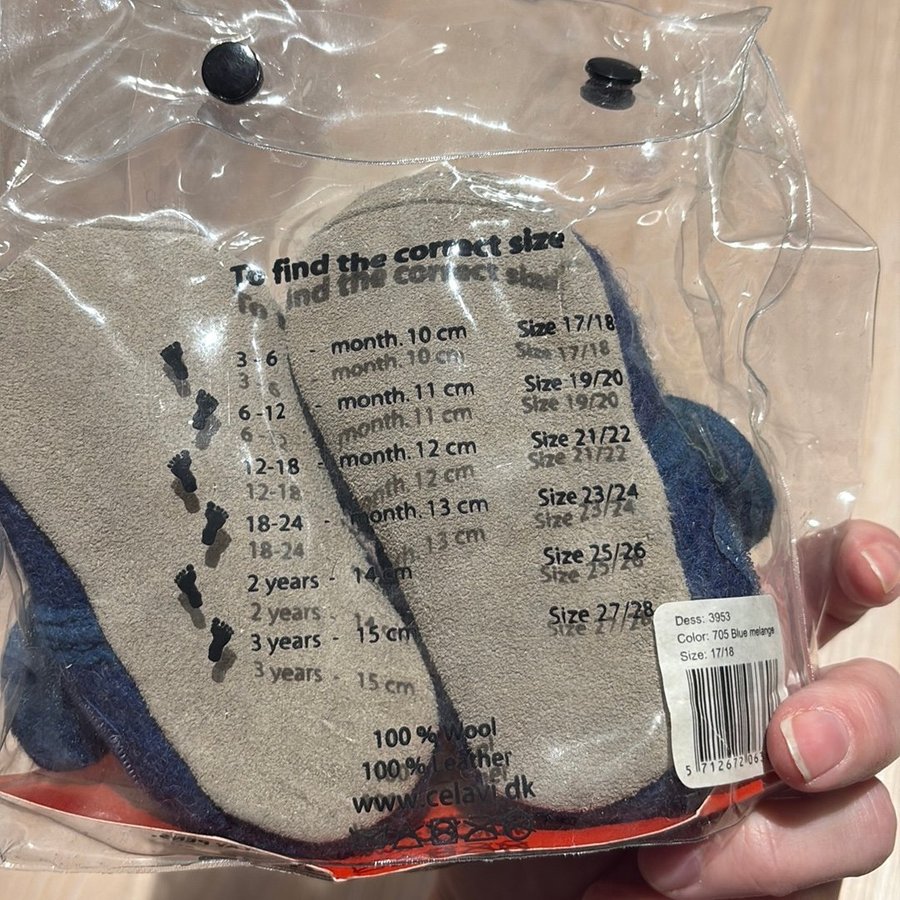 To find the correct size
3 - 6 - month. 10 cm Size 17/18
6 -12 - month. 11 cm Size 19/20
12-18 - month. 12 cm Size 21/22
18-24 - month. 13 cm Size 23/24
2 years - 14 cm Size 25/26
3 years - 15 cm Size 27/28
100 % Wool
100 % Leather
www.celavi.dk
Dess: 3953
Color: 705 Blue melange
Size: 17/18
5 712672 06